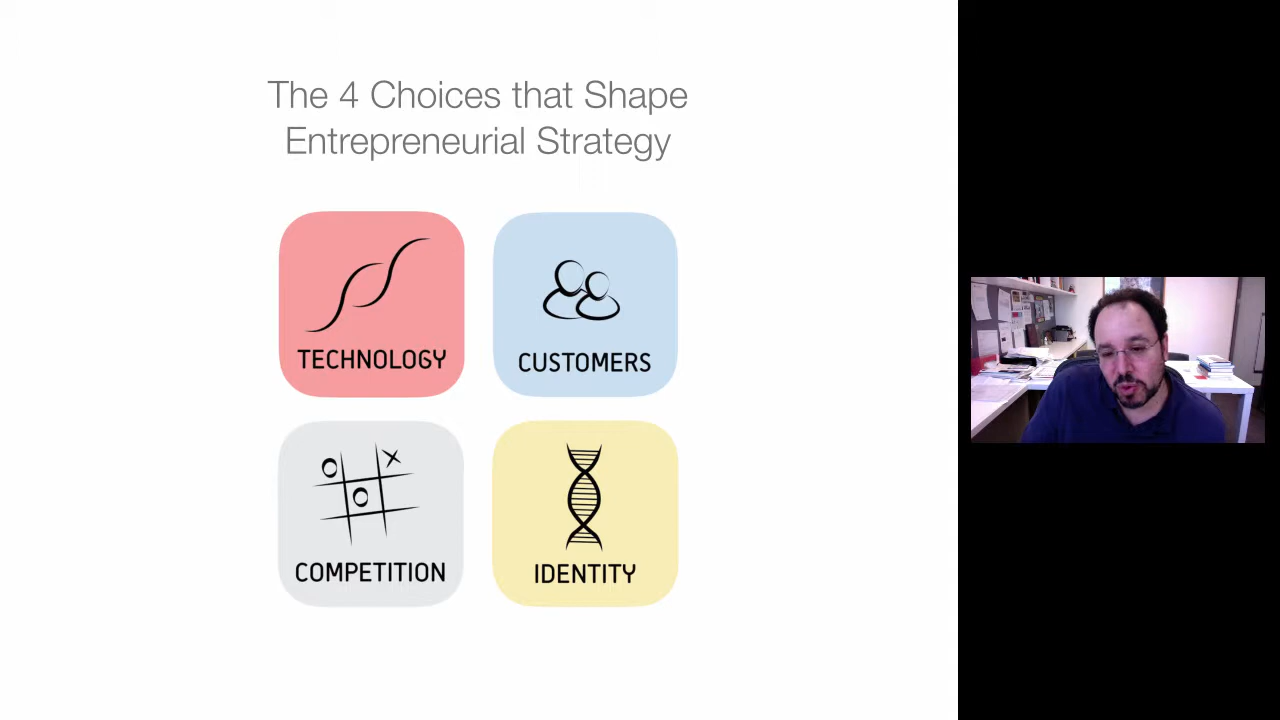 The 4 Choices that Shape
Entrepreneurial Strategy
TECHNOLOGY
CUSTOMERS
COMPETITION
IDENTITY